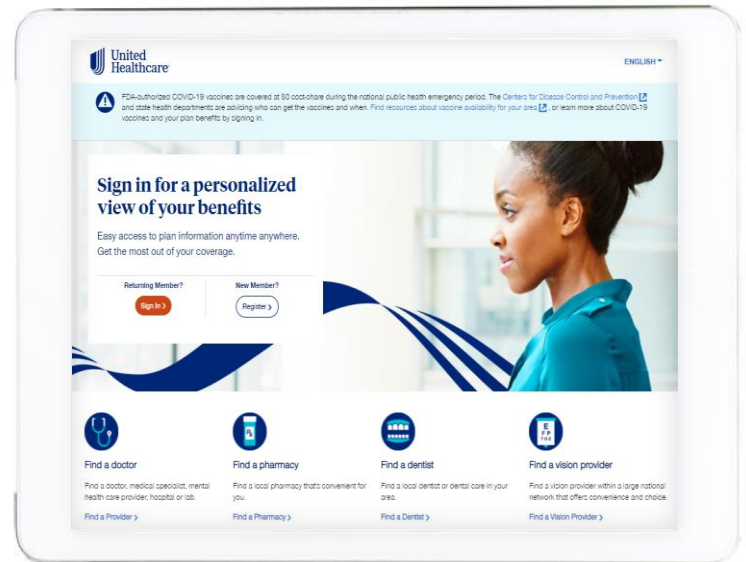 United
Healthcare
ENGLISH
FDA-authorized COVID-19 vaccines are covered at $0 cost-share during the national public health emergency period. The Centers for Disease Control and Prevention
and state health departments are advising who can get the vaccines and when. Find resources about vaccine availability for your area , or learn more about COVID-19
vaccines and your plan benefits by signing in.
Sign in for a personalized
view of your benefits
Easy access to plan information anytime anywhere.
Get the most out of your coverage.
Returning Member? New Member?
Sign In > Register >
Rx
E
F P
T O Z
Find a doctor Find a pharmacy Find a dentist Find a vision provider
Find a doctor, medical specialist, mental Find a local pharmacy that's convenient for Find a local dentist or dental care in your Find a vision provider within a large national
health care provider, hospital or lab. you. area. network that offers convenience and choice.
Find a Provider > Find a Pharmacy > Find a Dentist > Find a Vision Provider >